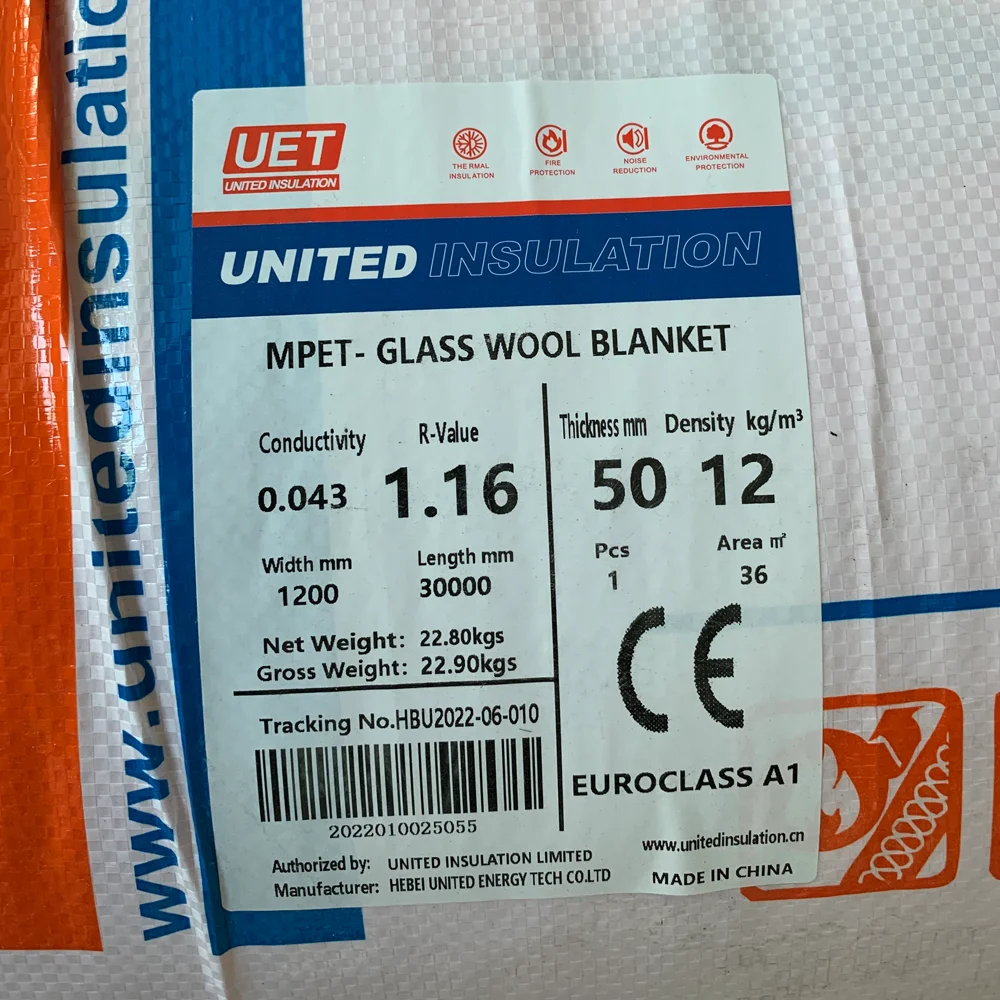 www.unitedinsulatio
UET
UNITED INSULATION
THE RMAL
INSULATION
FIRE
PROTECTION
NOISE
REDUCTION
ENVIRONMENTAL
PROTECTION
UNITED INSULATION
MPET- GLASS WOOL BLANKET
Conductivity R-Value
0.043 1.16
Thickness mm Density kg/m³
50 12
Width mm Length mm
1200 30000
Pcs Area ㎡
1 36
Net Weight: 22.80kgs
Gross Weight: 22.90kgs
CE
Tracking No.HBU2022-06-010
2022010025055
EUROCLASS A1
Authorized by: UNITED INSULATION LIMITED
Manufacturer: HEBEI UNITED ENERGY TECH CO.LTD
www.unitedinsulation.cn
MADE IN CHINA